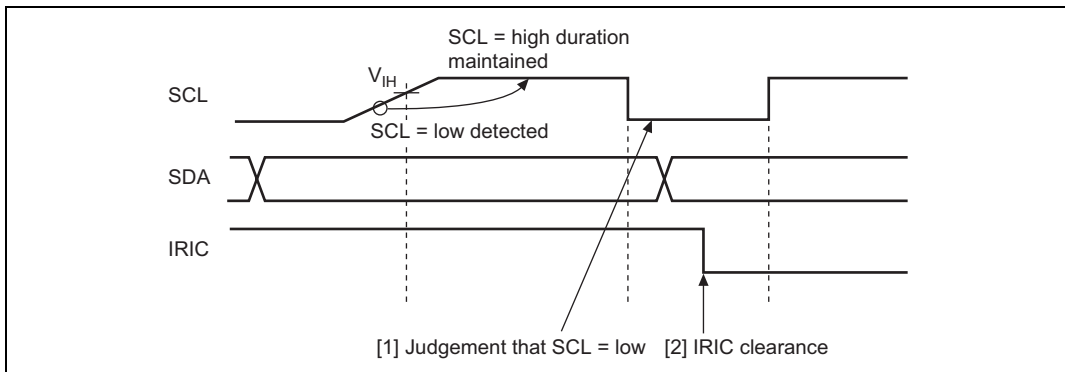 SCL = high duration
maintained
VIH
SCL
SCL = low detected
SDA
IRIC
[1] Judgement that SCL = low
[2] IRIC clearance